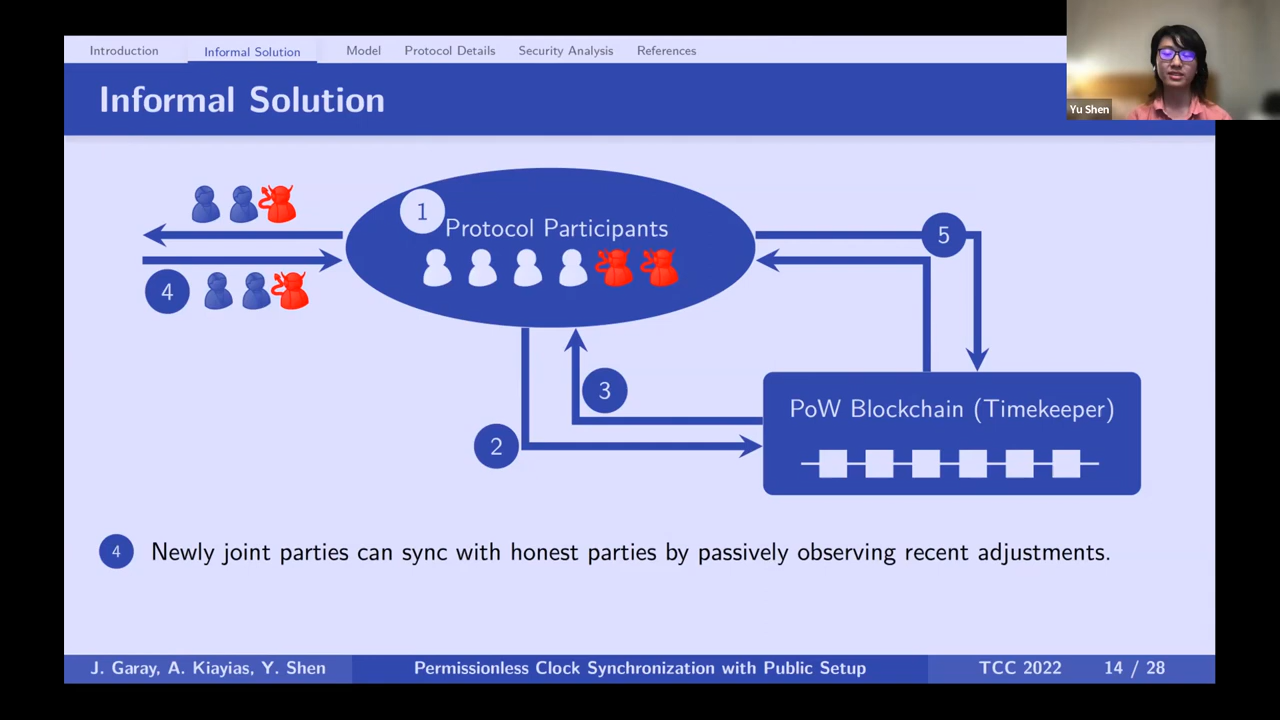 Introduction Informal Solution Model Protocol Details Security Analysis References
Yu Shen
Informal Solution
1
Protocol Participants
5
4
3
PoW Blockchain (Timekeeper)
2
4 Newly joint parties can sync with honest parties by passively observing recent adjustments.
J. Garay, A. Kiayias, Y. Shen Permissionless Clock Synchronization with Public Setup TCC 2022 14 / 28